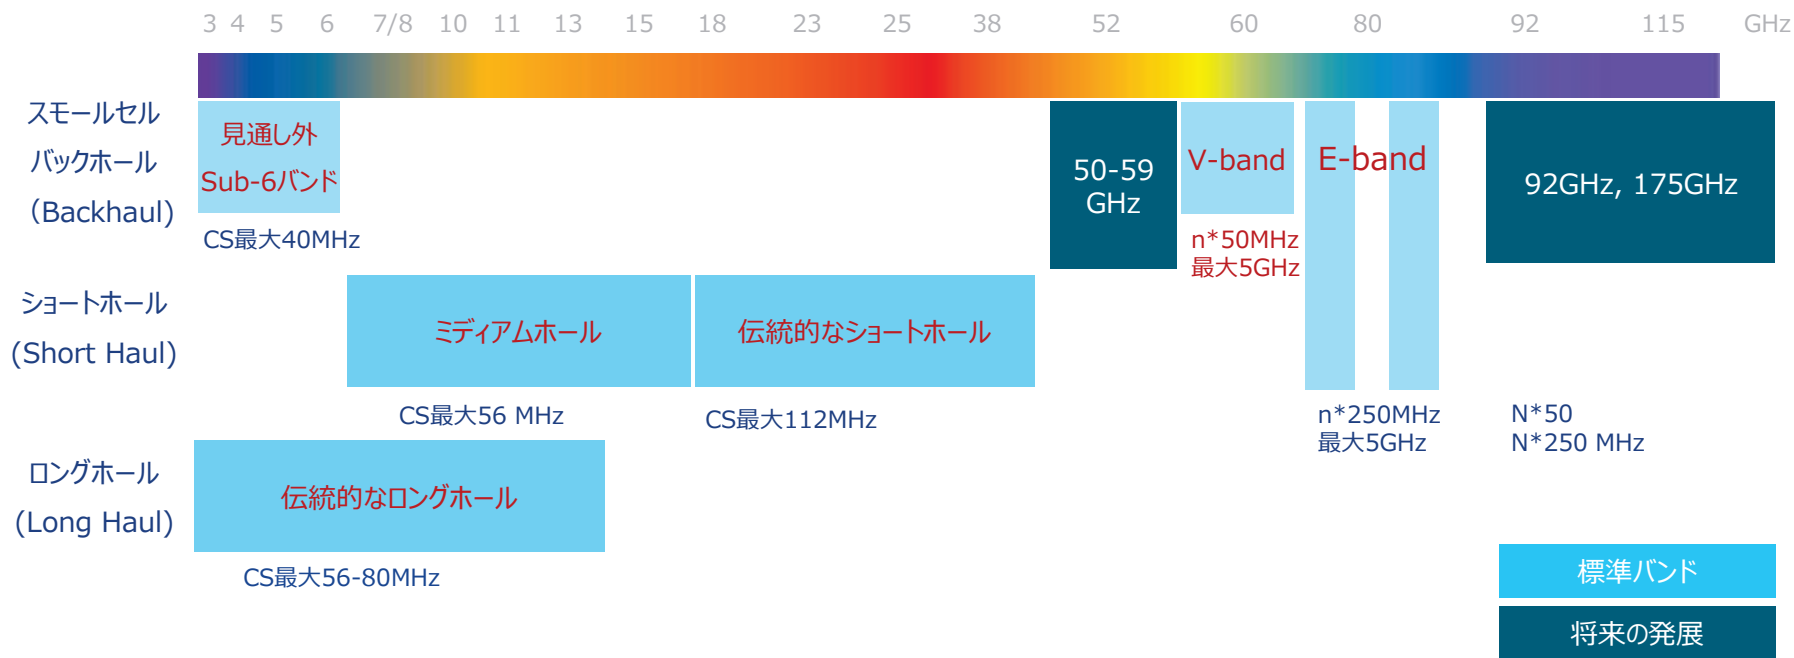 3 4 5 6 7/8 10 11 13 15 18 23 25 38 52 60 80 92 115 GHz
スモールセル
バックホール
（Backhaul)
見通し外
Sub-6バンド
CS最大40MHz
50-59
GHz
V-band
n*50MHz
最大5GHz
E-band
92GHz, 175GHz
ショートホール
(Short Haul)
ミディアムホール
伝統的なショートホール
CS最大56 MHz
CS最大112MHz
n*250MHz
最大5GHz
N*50
N*250 MHz
ロングホール
(Long Haul)
伝統的なロングホール
CS最大56-80MHz
標準バンド
将来の発展